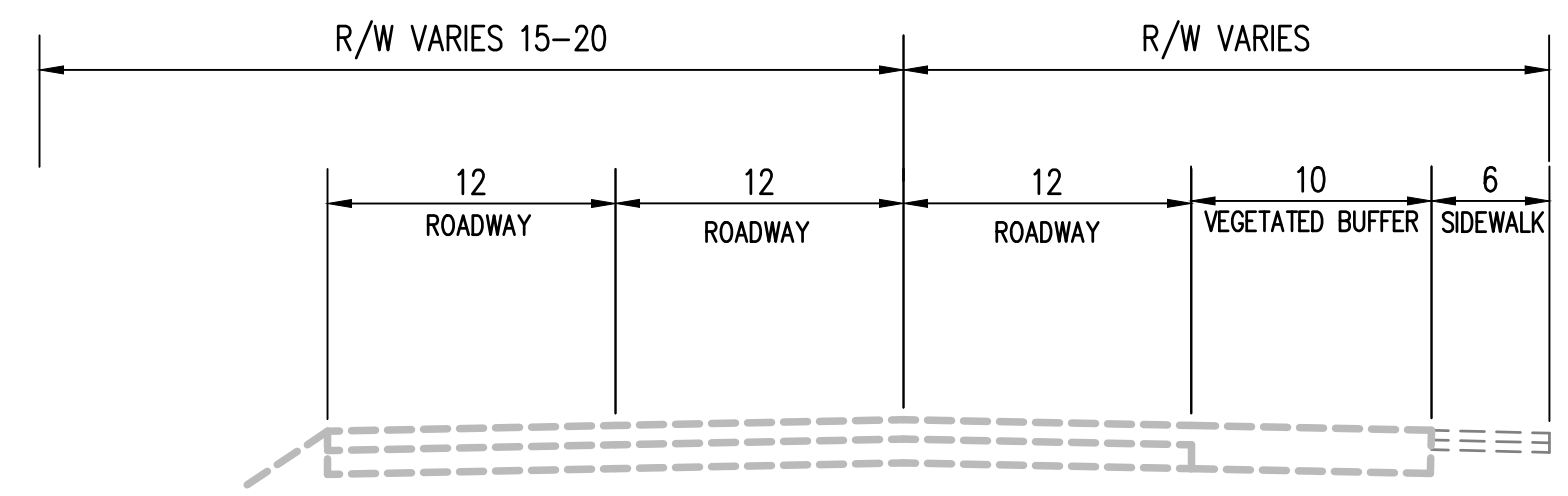 R/W VARIES 15-20
R/W VARIES
12
ROADWAY
12
ROADWAY
12
ROADWAY
10
VEGETATED BUFFER
6
SIDEWALK